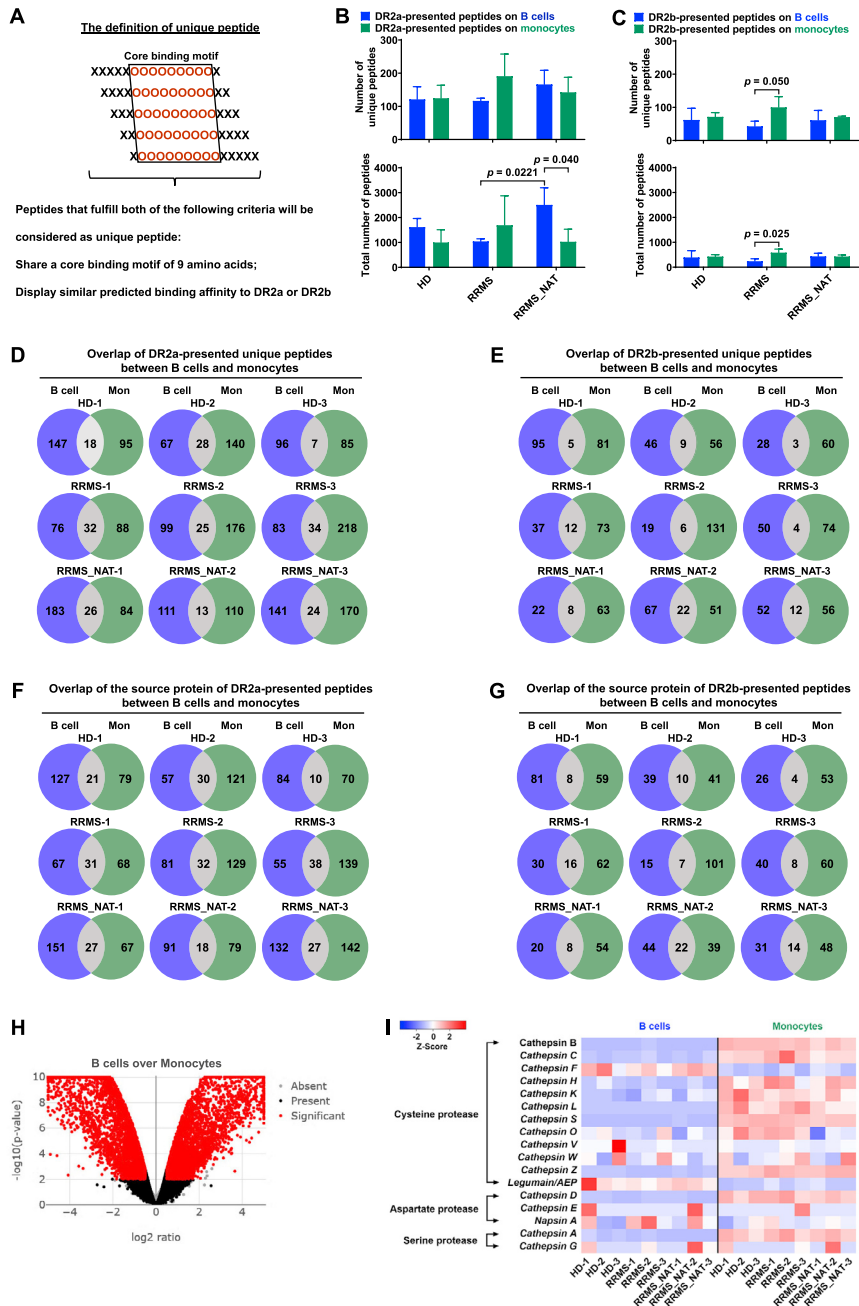 A
The definition of unique peptide
Core binding motif
XXXXXOOOOOOOOOX
XXXXOOOOOOOOOXX
XXXOOOOOOOOOXXX
XXOOOOOOOOOXXXX
XOOOOOOOOOXXXXX
Peptides that fulfill both of the following criteria will be
considered as unique peptide:
Share a core binding motif of 9 amino acids;
Display similar predicted binding affinity to DR2a or DR2b
B
DR2a-presented peptides on B cells
DR2a-presented peptides on monocytes
Number of
unique peptides
300
200
100
0
Total number of peptides
4000
3000
2000
1000
0
p = 0.0221
p = 0.040
HD
RRMS
RRMS_NAT
C
DR2b-presented peptides on B cells
DR2b-presented peptides on monocytes
Number of
unique peptides
300
200
100
0
p = 0.050
Total number of peptides
4000
3000
2000
1000
0
p = 0.025
HD
RRMS
RRMS_NAT
D
Overlap of DR2a-presented unique peptides
between B cells and monocytes
B cell Mon B cell Mon B cell Mon
HD-1 HD-2 HD-3
147 18 95 67 28 140 96 7 85
RRMS-1 RRMS-2 RRMS-3
76 32 88 99 25 176 83 34 218
RRMS_NAT-1 RRMS_NAT-2 RRMS_NAT-3
183 26 84 111 13 110 141 24 170
E
Overlap of DR2b-presented unique peptides
between B cells and monocytes
B cell Mon B cell Mon B cell Mon
HD-1 HD-2 HD-3
95 5 81 46 9 56 28 3 60
RRMS-1 RRMS-2 RRMS-3
37 12 73 19 6 131 50 4 74
RRMS_NAT-1 RRMS_NAT-2 RRMS_NAT-3
22 8 63 67 22 51 52 12 56
F
Overlap of the source protein of DR2a-presented peptides
between B cells and monocytes
B cell Mon B cell Mon B cell Mon
HD-1 HD-2 HD-3
127 21 79 57 30 121 84 10 70
RRMS-1 RRMS-2 RRMS-3
67 31 68 81 32 129 55 38 139
RRMS_NAT-1 RRMS_NAT-2 RRMS_NAT-3
151 27 67 91 18 79 132 27 142
G
Overlap of the source protein of DR2b-presented peptides
between B cells and monocytes
B cell Mon B cell Mon B cell Mon
HD-1 HD-2 HD-3
81 8 59 39 10 41 26 4 53
RRMS-1 RRMS-2 RRMS-3
30 16 62 15 7 101 40 8 60
RRMS_NAT-1 RRMS_NAT-2 RRMS_NAT-3
20 8 54 44 22 39 31 14 48
H
B cells over Monocytes
-log10(p-value)
10
8
6
4
2
0
−4 −2 0 2 4
log2 ratio
Absent
Present
Significant
I
-2 0 2 4
Z-Score
B cells
Monocytes
Cysteine protease
Aspartate protease
Serine protease
Cathepsin B
Cathepsin C
Cathepsin F
Cathepsin H
Cathepsin K
Cathepsin L
Cathepsin S
Cathepsin O
Cathepsin V
Cathepsin W
Cathepsin Z
Legumain/AEP
Cathepsin D
Cathepsin E
Napsin A
Cathepsin A
Cathepsin G
HD-1 HD-2 HD-3 RRMS-1 RRMS-2 RRMS-3 RRMS_NAT-1 RRMS_NAT-2 RRMS_NAT-3 HD-1 HD-2 HD-3 RRMS-1 RRMS-2 RRMS-3 RRMS_NAT-1 RRMS_NAT-2 RRMS_NAT-3